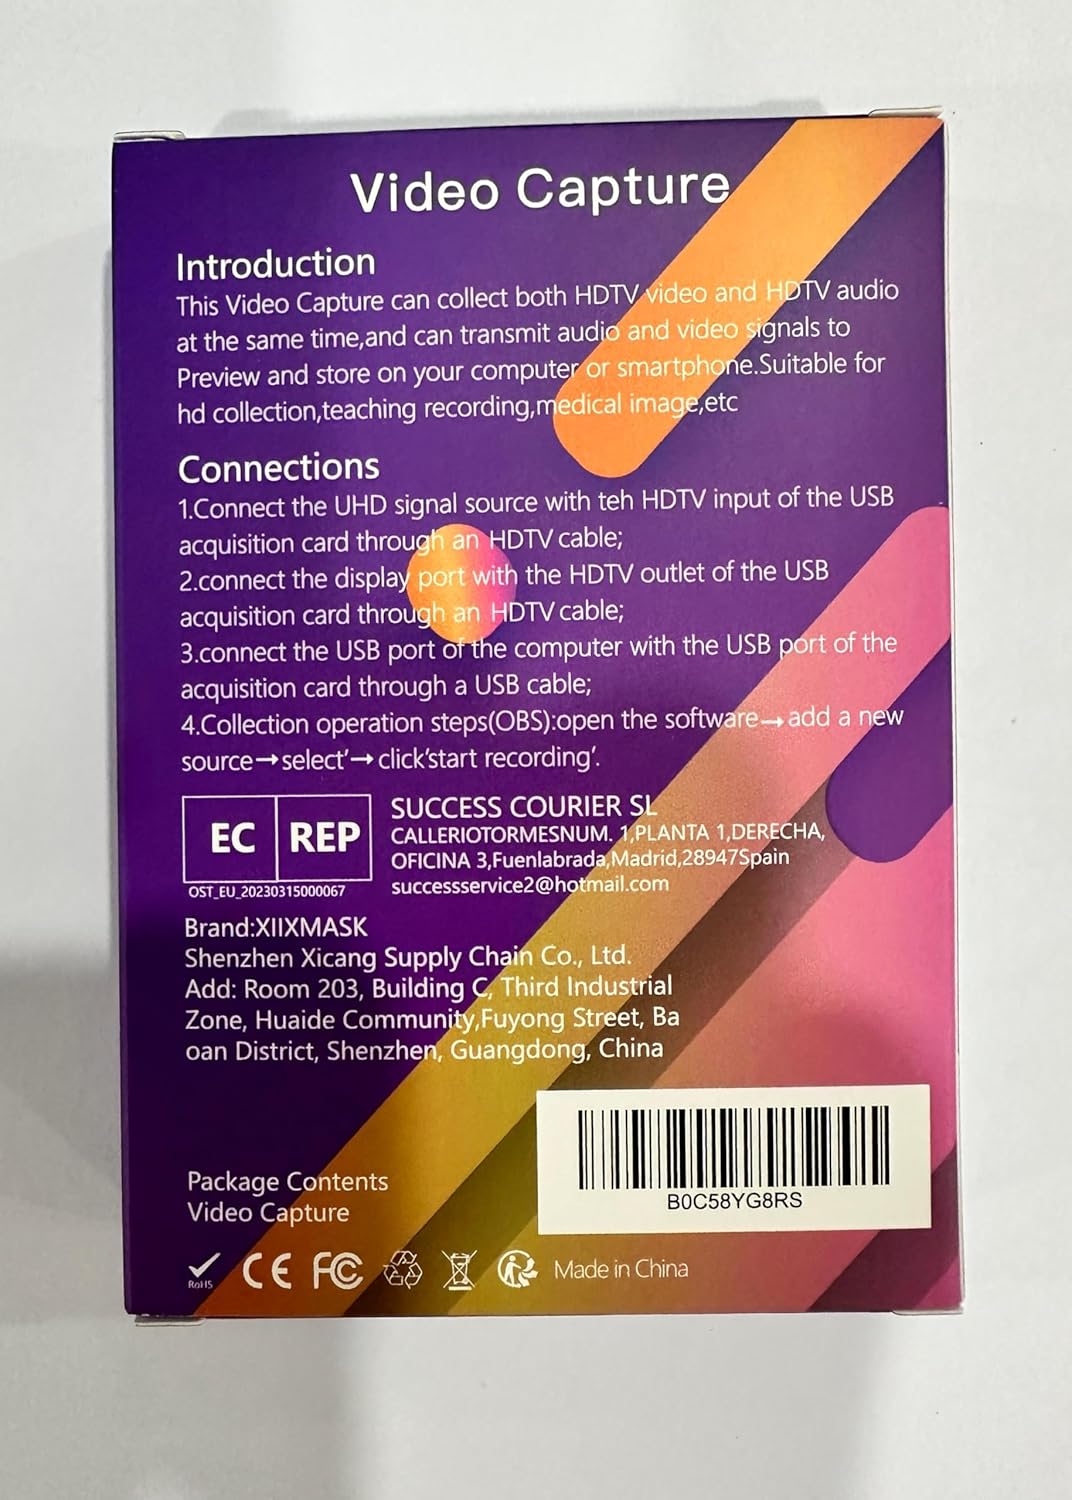 Video Capture
Introduction
This Video Capture can collect both HDTV video and HDTV audio
at the same time,and can transmit audio and video signals to
Preview and store on your computer or smartphone.Suitable for
hd collection,teaching recording,medical image,etc
Connections
1.Connect the UHD signal source with teh HDTV input of the USB
acquisition card through an HDTV cable;
2.connect the display port with the HDTV outlet of the USB
acquisition card through an HDTV cable;
3.connect the USB port of the computer with the USB port of the
acquisition card through a USB cable;
4.Collection operation steps(OBS):open the software→add a new
source→select'→click'start recording'.
EC REP
OST_EU_20230315000067
SUCCESS COURIER SL
CALLERIOTORMESNUM. 1,PLANTA 1,DERECHA,
OFICINA 3,Fuenlabrada,Madrid,28947Spain
successservice2@hotmail.com
Brand:XIIXMASK
Shenzhen Xicang Supply Chain Co., Ltd.
Add: Room 203, Building C, Third Industrial
Zone, Huaide Community,Fuyong Street, Ba
oan District, Shenzhen, Guangdong, China
B0C58YG8RS
Package Contents
Video Capture
RoHS CE FC Made in China